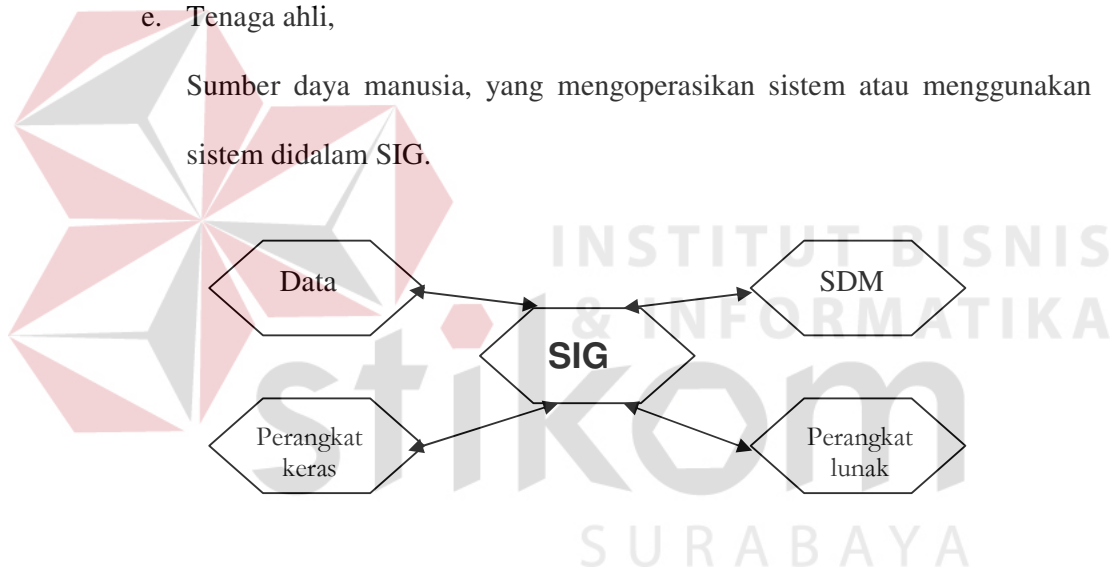 e. Tenaga ahli,
Sumber daya manusia, yang mengoperasikan sistem atau menggunakan
sistem didalam SIG.
INSTITUT BISNIS
& INFORMATIKA
stikom
SURABAYA
Data
SDM
SIG
Perangkat
keras
Perangkat
lunak